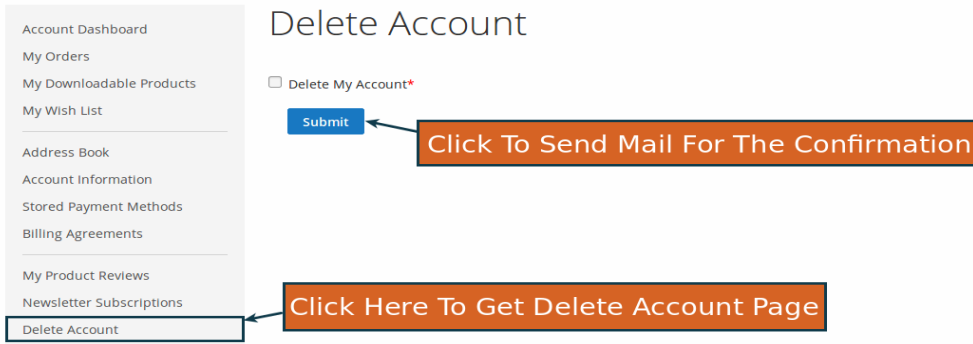 Delete Account
Account Dashboard
My Orders
My Downloadable Products
My Wish List
Address Book
Account Information
Stored Payment Methods
Billing Agreements
My Product Reviews
Newsletter Subscriptions
Delete Account
Delete My Account*
Submit
Click To Send Mail For The Confirmation
Click Here To Get Delete Account Page